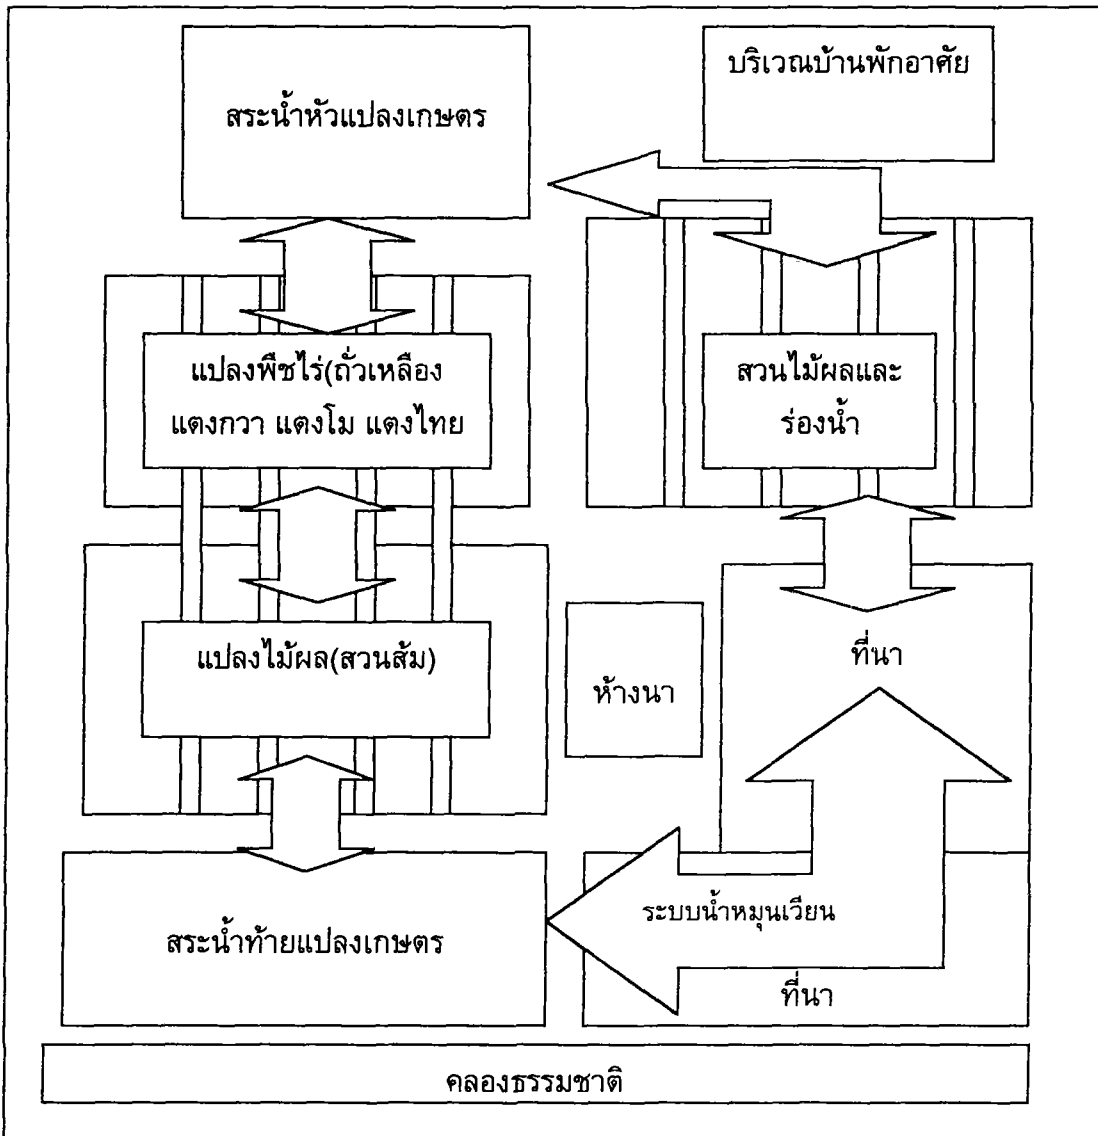 สระน้ำหัวแปลงเกษตร
บริเวณบ้านพักอาศัย
แปลงพืชไร่(ถั่วเหลือง
แตงกวา แตงโม แตงไทย
สวนไม้ผลและ
ร่องน้ำ
แปลงไม้ผล(สวนส้ม)
ห้างนา
ที่นา
สระน้ำท้ายแปลงเกษตร
ระบบน้ำหมุนเวียน
ที่นา
คลองธรรมชาติ